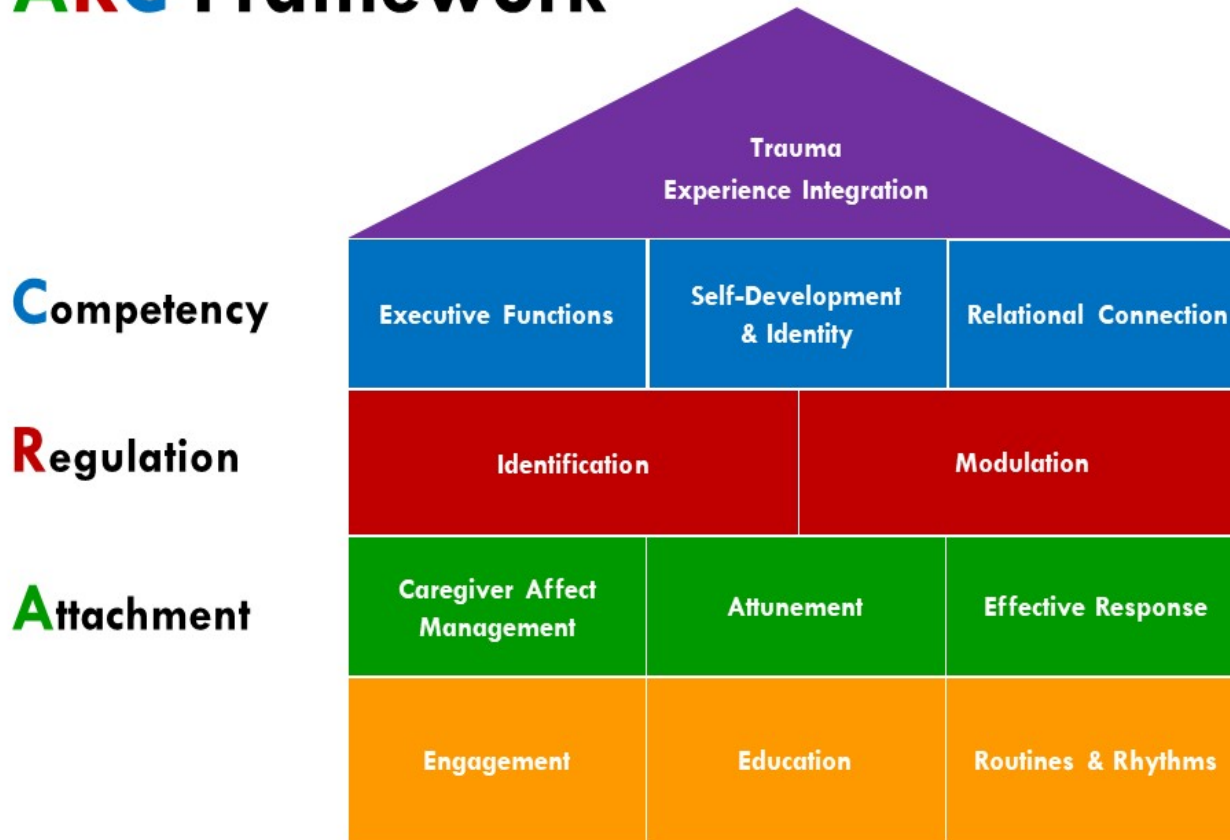 ARC Framework
Trauma
Experience Integration
Competency
Executive Functions
Self-Development
& Identity
Relational Connection
Regulation
Identification
Modulation
Attachment
Caregiver Affect
Management
Attunement
Effective Response
Engagement
Education
Routines & Rhythms